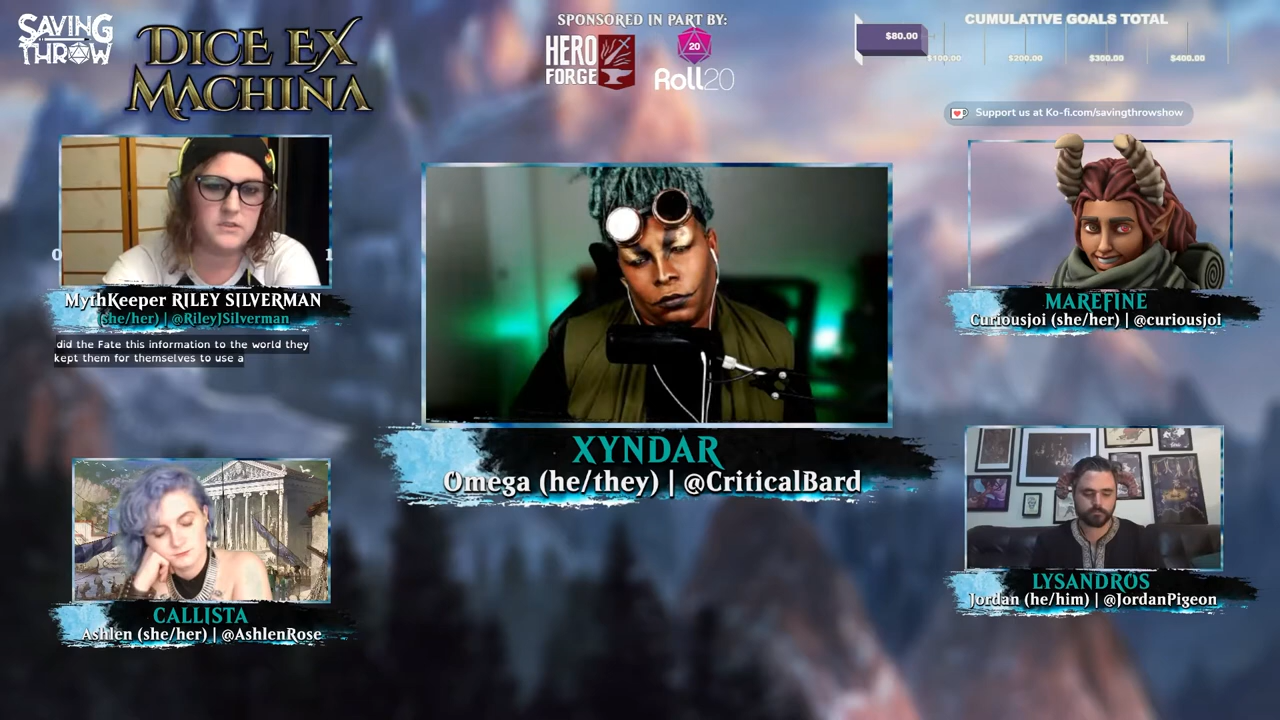 SAVING
THROW
DICE EX
MACHINA
SPONSORED IN PART BY:
HERO
FORGE
20
Roll20
CUMULATIVE GOALS TOTAL
$80.00
$100.00 $200.00 $300.00 $400.00
Support us at Ko-fi.com/savingthrowshow
0 1
MythKeeper RILEY SILVERMAN
(she/her) | @RileyJSilverman
did the Fate this information to the world they
kept them for themselves to use a
MAREFINE
Curiousjoi (she/her) | @curiousjoi
XYNDAR
Omega (he/they) | @CriticalBard
CALLISTA
Ashlen (she/her) | @AshlenRose
LYSANDROS
Jordan (he/him) | @JordanPigeon